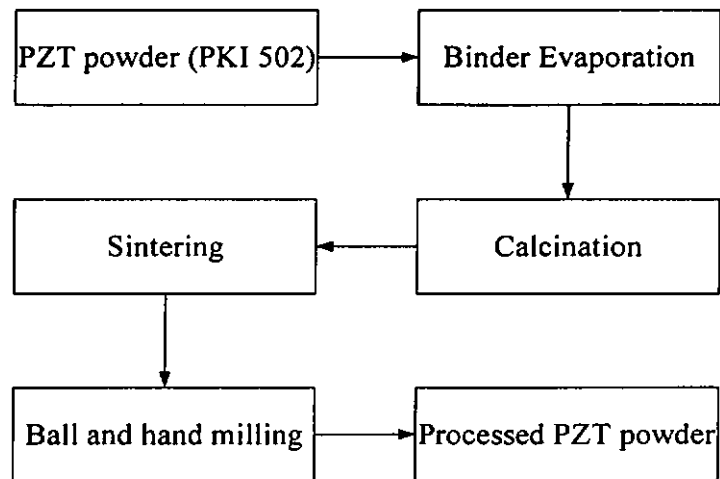 PZT powder (PKI 502)
Binder Evaporation
Calcination
Sintering
Ball and hand milling
Processed PZT powder